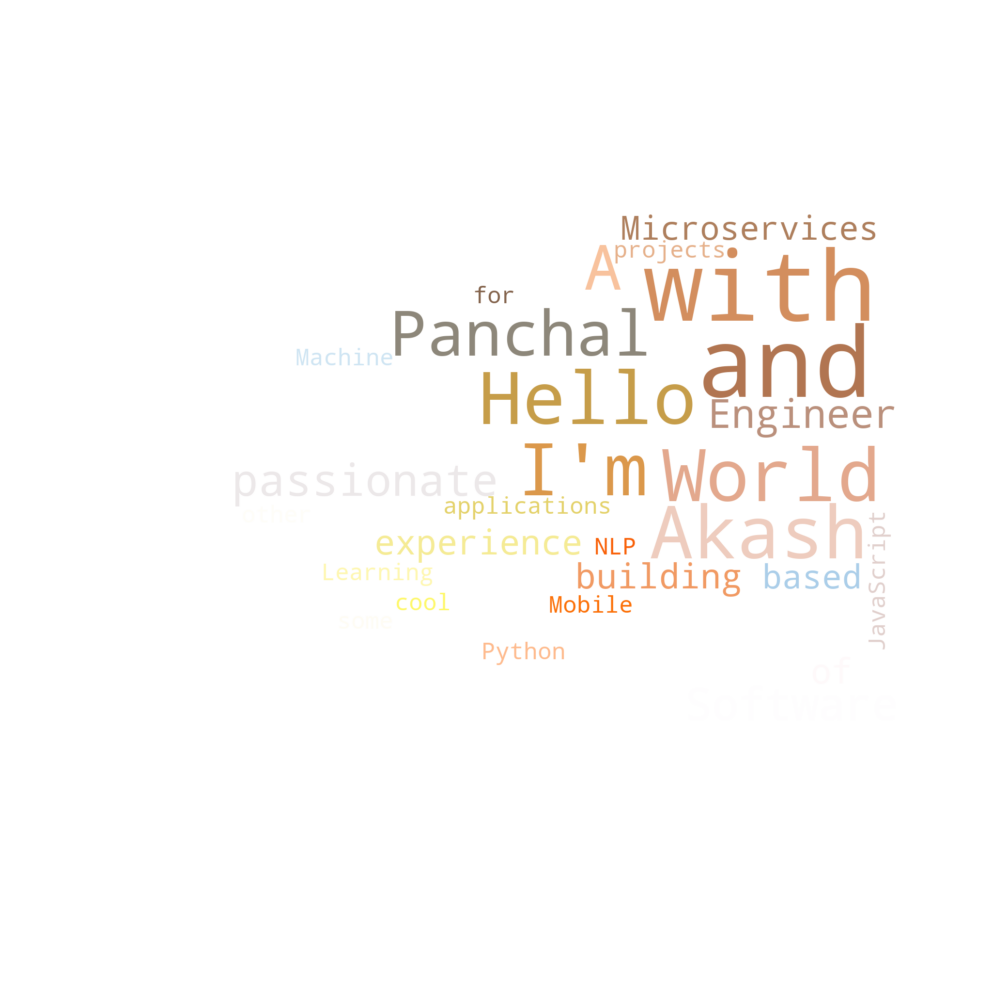 Microservices
projects
A
with
for
Panchal
and
Machine
Hello
Engineer
I'm
World
passionate
applications
other
Akash
JavaScript
experience
NLP
Learning
building
based
cool
Mobile
some
Python
of
Software